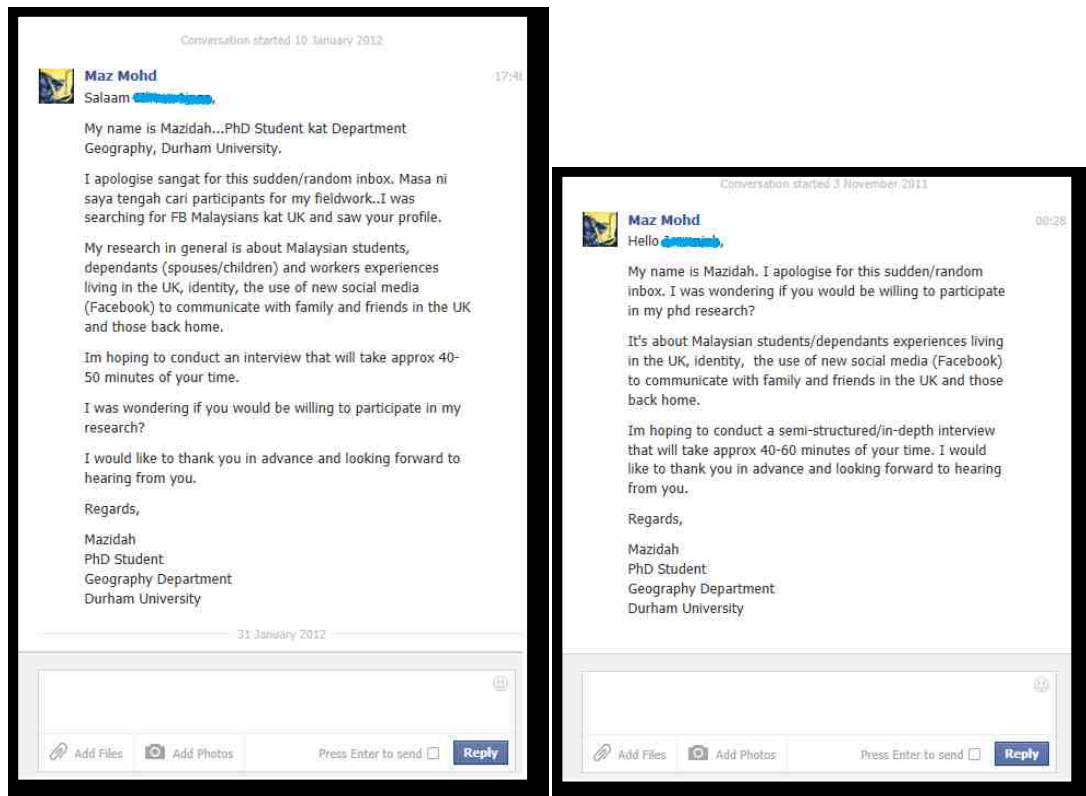 Conversation started 10 January 2012
Maz Mohd
Salaam
My name is Mazidah...PhD Student kat Department
Geography, Durham University.
I apologise sangat for this sudden/random inbox. Masa ni
saya tengah cari participants for my fieldwork..I was
searching for FB Malaysians kat UK and saw your profile.
My research in general is about Malaysian students,
dependants (spouses/children) and workers experiences
living in the UK, identity, the use of new social media
(Facebook) to communicate with family and friends in the UK
and those back home.
Im hoping to conduct an interview that will take approx 40-
50 minutes of your time.
I was wondering if you would be willing to participate in my
research?
I would like to thank you in advance and looking forward to
hearing from you.
Regards,
Mazidah
PhD Student
Geography Department
Durham University
31 January 2012
Add Files Add Photos Press Enter to send Reply
Conversation started 3 November 2011
Maz Mohd 00:28
Hello
My name is Mazidah. I apologise for this sudden/random
inbox. I was wondering if you would be willing to participate
in my phd research?
It's about Malaysian students/dependants experiences living
in the UK, identity, the use of new social media (Facebook)
to communicate with family and friends in the UK and those
back home.
Im hoping to conduct a semi-structured/in-depth interview
that will take approx 40-60 minutes of your time. I would
like to thank you in advance and looking forward to hearing
from you.
Regards,
Mazidah
PhD Student
Geography Department
Durham University
Add Files Add Photos Press Enter to send Reply